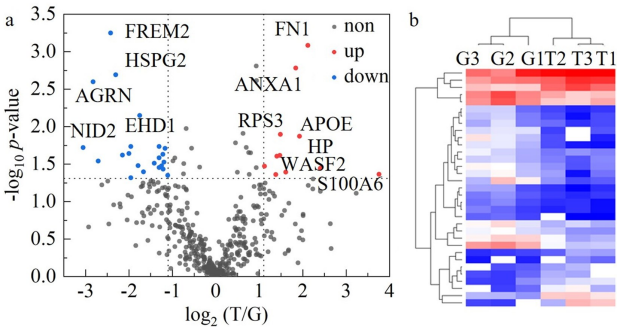 a
FREM2
HSPG2
AGRN
EHD1
NID2
FN1
non
up
down
ANXA1
RPS3
APOE
HP
WASF2
S100A6
3.5
3.0
2.5
2.0
1.5
1.0
0.5
0.0
-log10 p-value
-3 -2 -1 0 1 2 3 4
log2 (T/G)
b
G3 G2 G1 T2 T3 T1